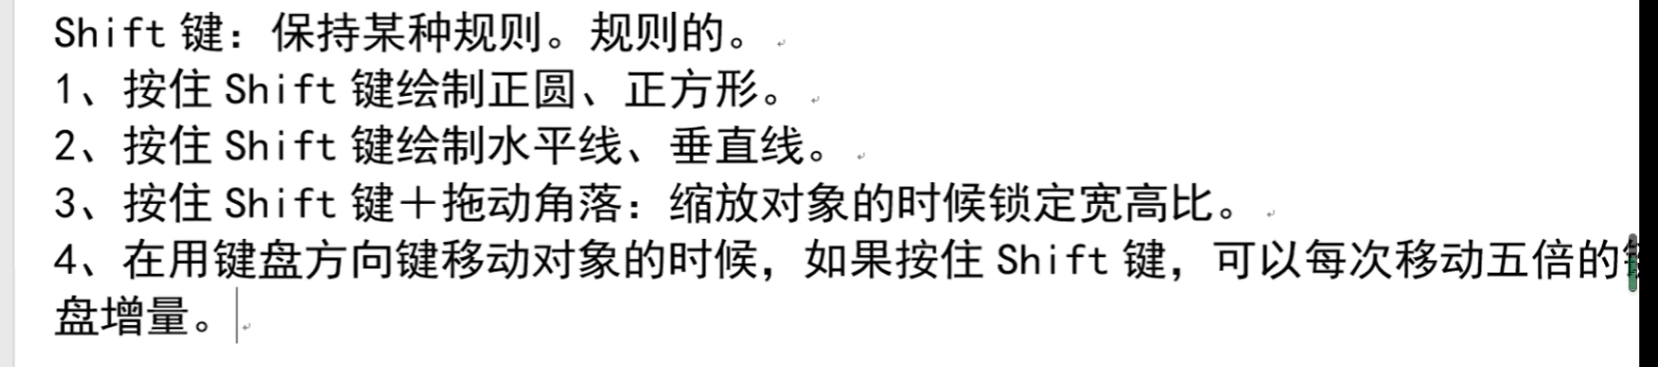 Shift 键：保持某种规则。规则的。
1、按住 Shift 键绘制正圆、正方形。
2、按住 Shift 键绘制水平线、垂直线。
3、按住 Shift 键＋拖动角落：缩放对象的时候锁定宽高比。
4、在用键盘方向键移动对象的时候，如果按住 Shift 键，可以每次移动五倍的键
盘增量。